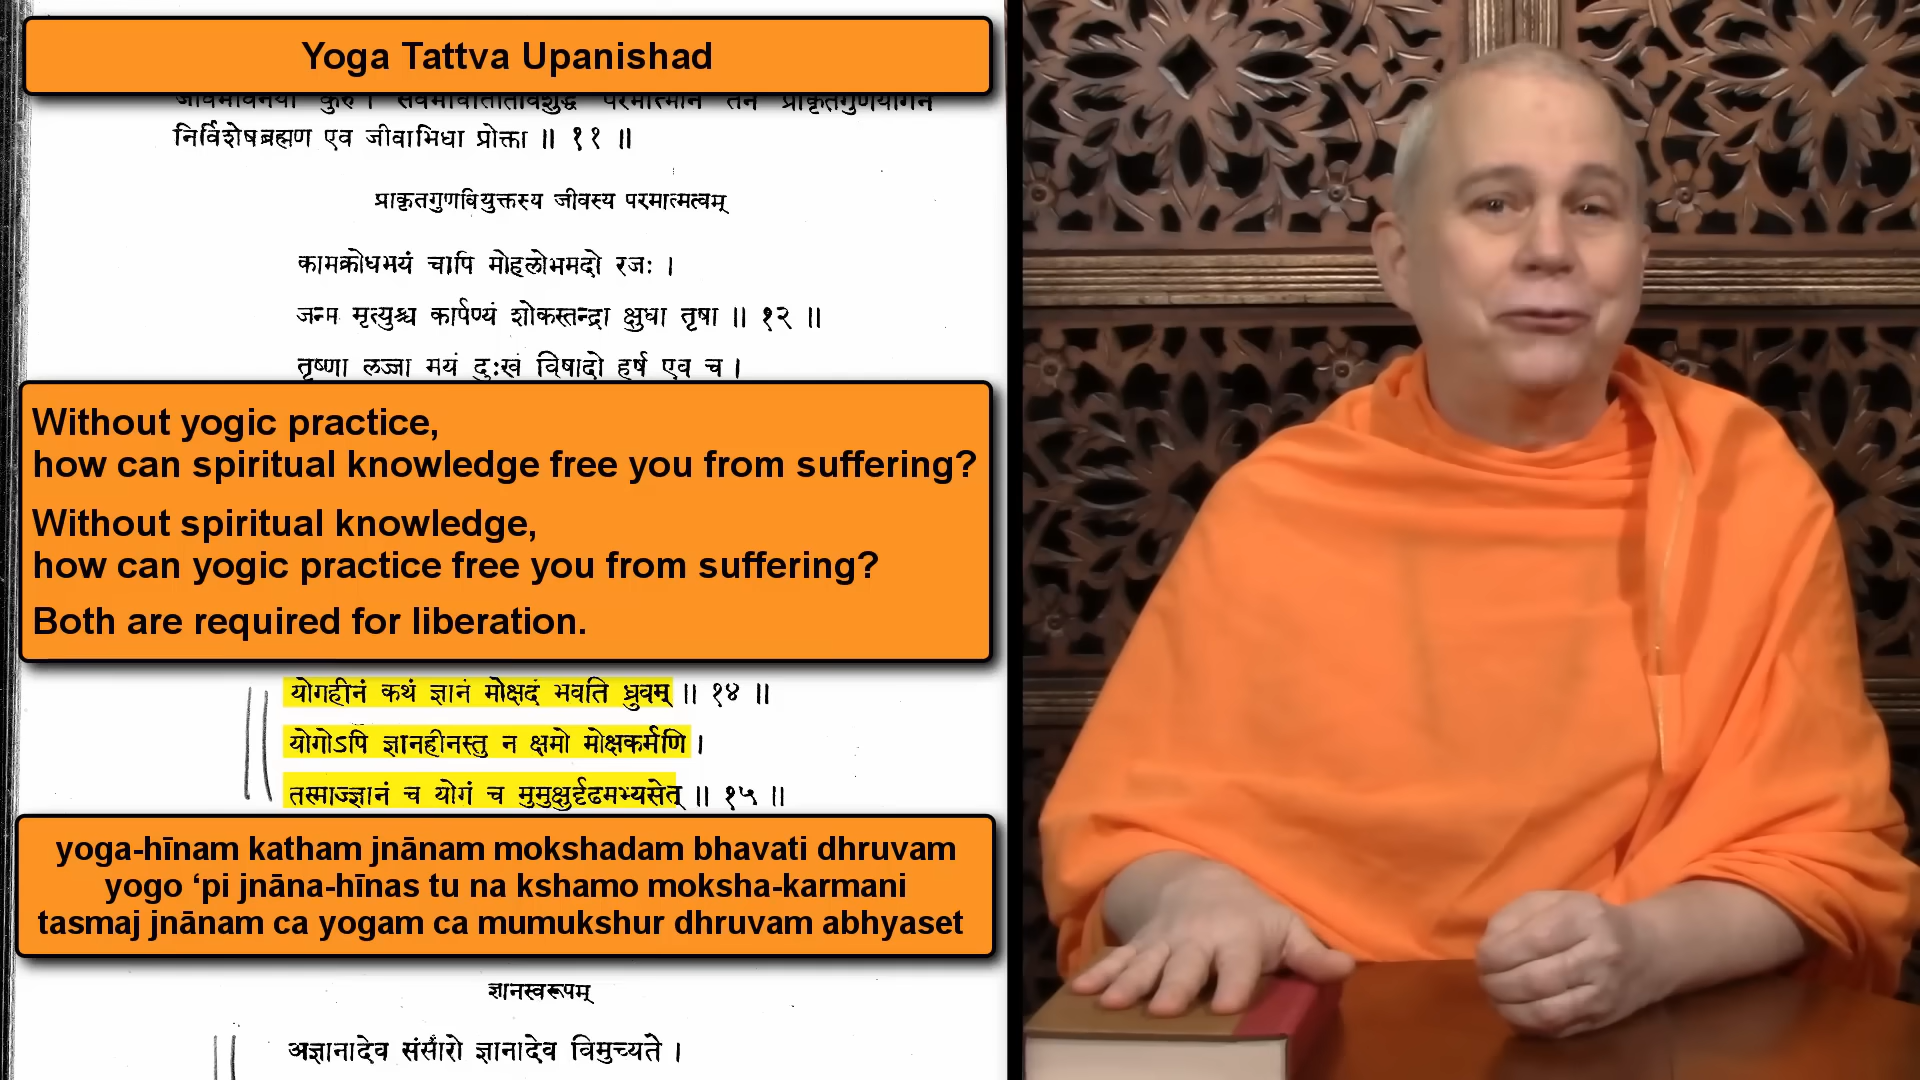 Yoga Tattva Upanishad
निर्विशेषब्रह्मण एव जीवाभिधा प्रोक्ता ॥ ११ ॥
प्राकृतगुणवियुक्तस्य जीवस्य परमात्मत्वम्
कामक्रोधभयं चापि मोहलोभमदो रजः ।
जन्म मृत्युश्च कार्पण्यं शोकस्तन्द्रा क्षुधा तृषा ॥ १२ ॥
तृष्णा लज्जा भयं दुःखं विषादो हर्ष एव च ।
Without yogic practice,
how can spiritual knowledge free you from suffering?
Without spiritual knowledge,
how can yogic practice free you from suffering?
Both are required for liberation.
योगहीनं कथं ज्ञानं मोक्षदं भवति ध्रुवम् ॥ १४ ॥
योगोऽपि ज्ञानहीनस्तु न क्षमो मोक्षकर्मणि ।
तस्माज्ज्ञानं च योगं च मुमुक्षुर्दृढमभ्यसेत् ॥ १५ ॥
yoga-hīnam katham jnānam mokshadam bhavati dhruvam
yogo ‘pi jnāna-hīnas tu na kshamo moksha-karmani
tasmaj jnānam ca yogam ca mumukshur dhruvam abhyaset
ज्ञानस्वरूपम्
अज्ञानादेव संसारो ज्ञानादेव विमुच्यते ।